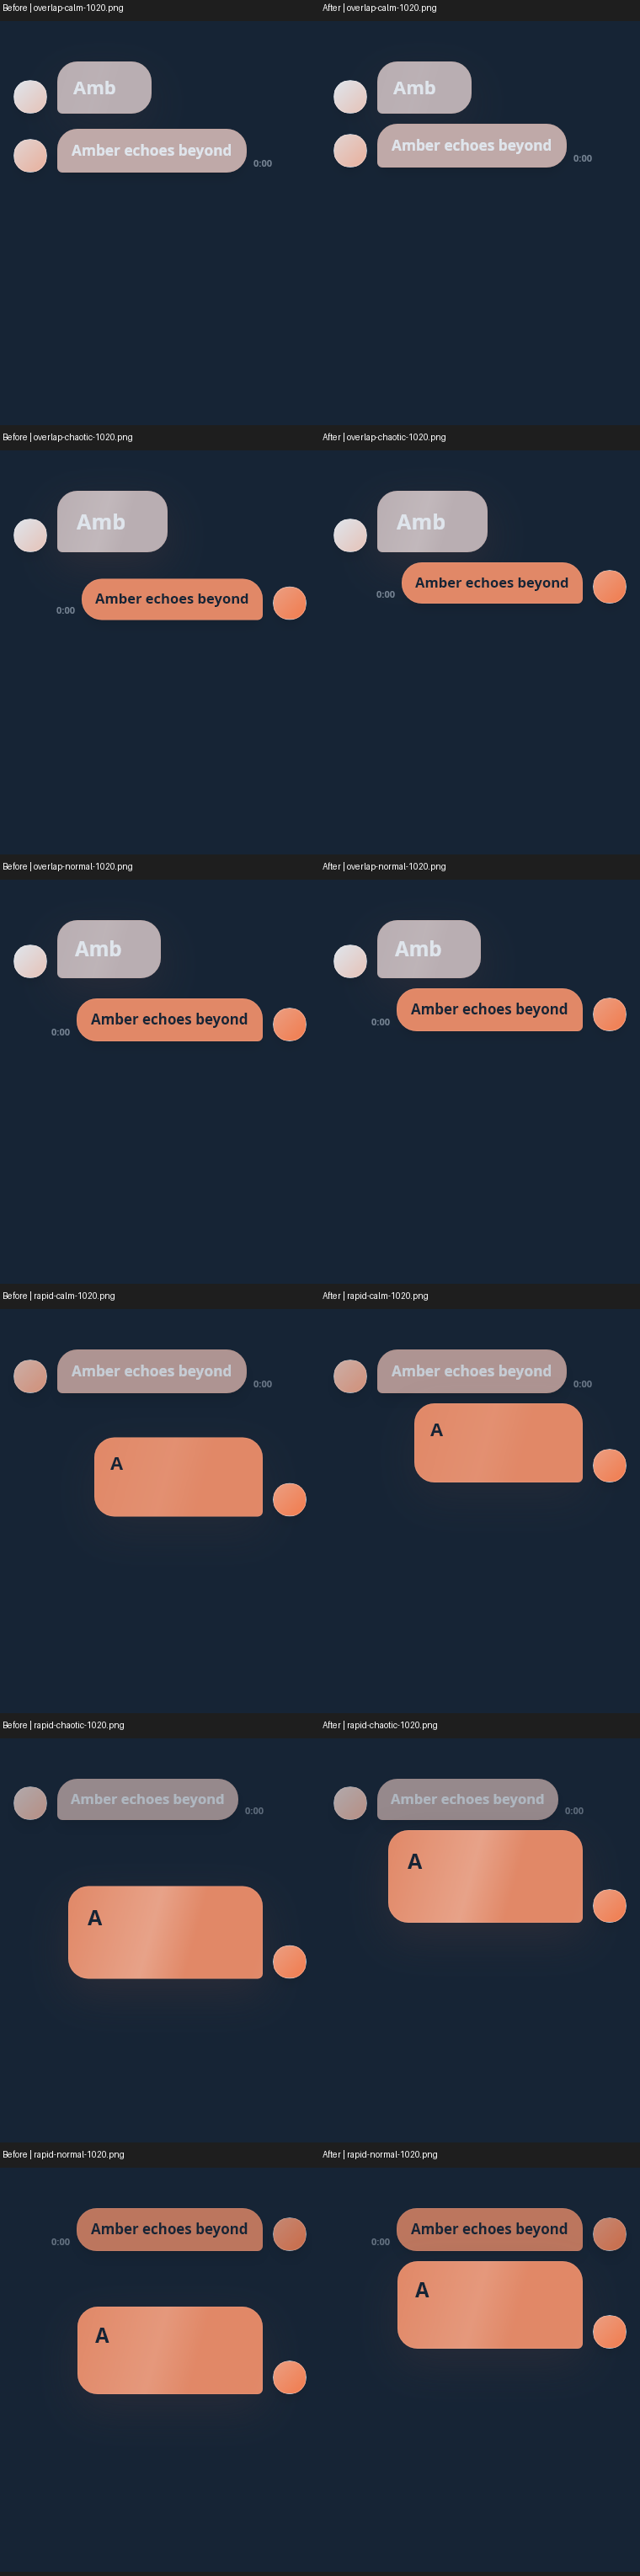 Before | overlap-calm-1020.png
After | overlap-calm-1020.png
Amb
Amb
Amber echoes beyond
0:00
Amber echoes beyond
0:00
Before | overlap-chaotic-1020.png
After | overlap-chaotic-1020.png
Amb
Amb
0:00
Amber echoes beyond
0:00
Amber echoes beyond
Before | overlap-normal-1020.png
After | overlap-normal-1020.png
Amb
Amb
0:00
Amber echoes beyond
0:00
Amber echoes beyond
Before | rapid-calm-1020.png
After | rapid-calm-1020.png
Amber echoes beyond
0:00
Amber echoes beyond
0:00
A
A
Before | rapid-chaotic-1020.png
After | rapid-chaotic-1020.png
Amber echoes beyond
0:00
Amber echoes beyond
0:00
A
A
Before | rapid-normal-1020.png
After | rapid-normal-1020.png
0:00
Amber echoes beyond
0:00
Amber echoes beyond
A
A